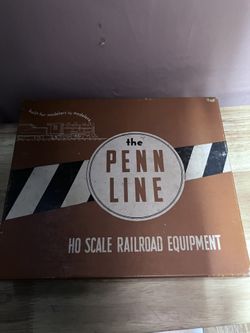 built for modelers by modelers
the
PENN
LINE
HO SCALE RAILROAD EQUIPMENT